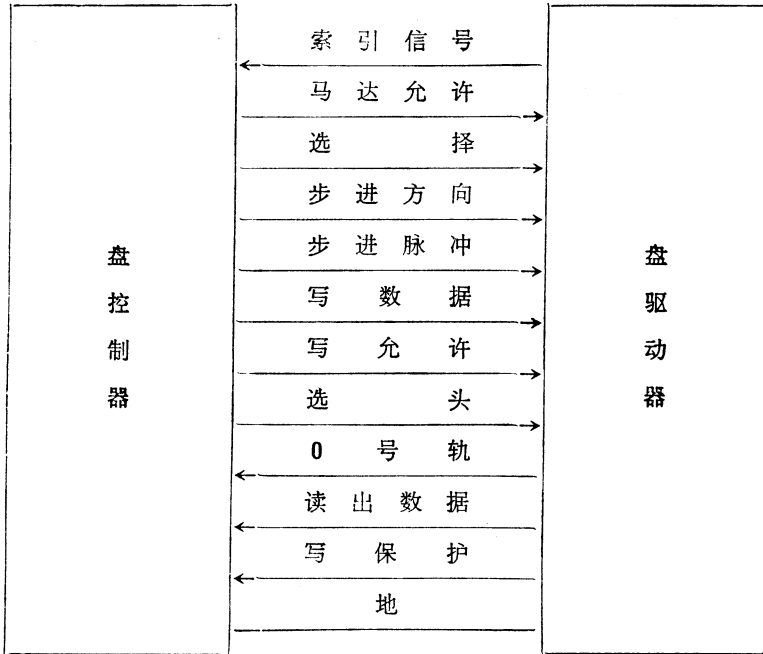 索引信号
马达允许
选择
步进方向
步进脉冲
写数据
写允许
选头
0号轨
读出数据
写保护
地
盘控制器
盘驱动器